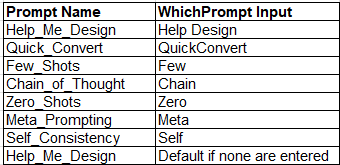 Prompt Name WhichPrompt Input
Help_Me_Design Help Design
Quick_Convert QuickConvert
Few_Shots Few
Chain_of_Thought Chain
Zero_Shots Zero
Meta_Prompting Meta
Self_Consistency Self
Help_Me_Design Default if none are entered